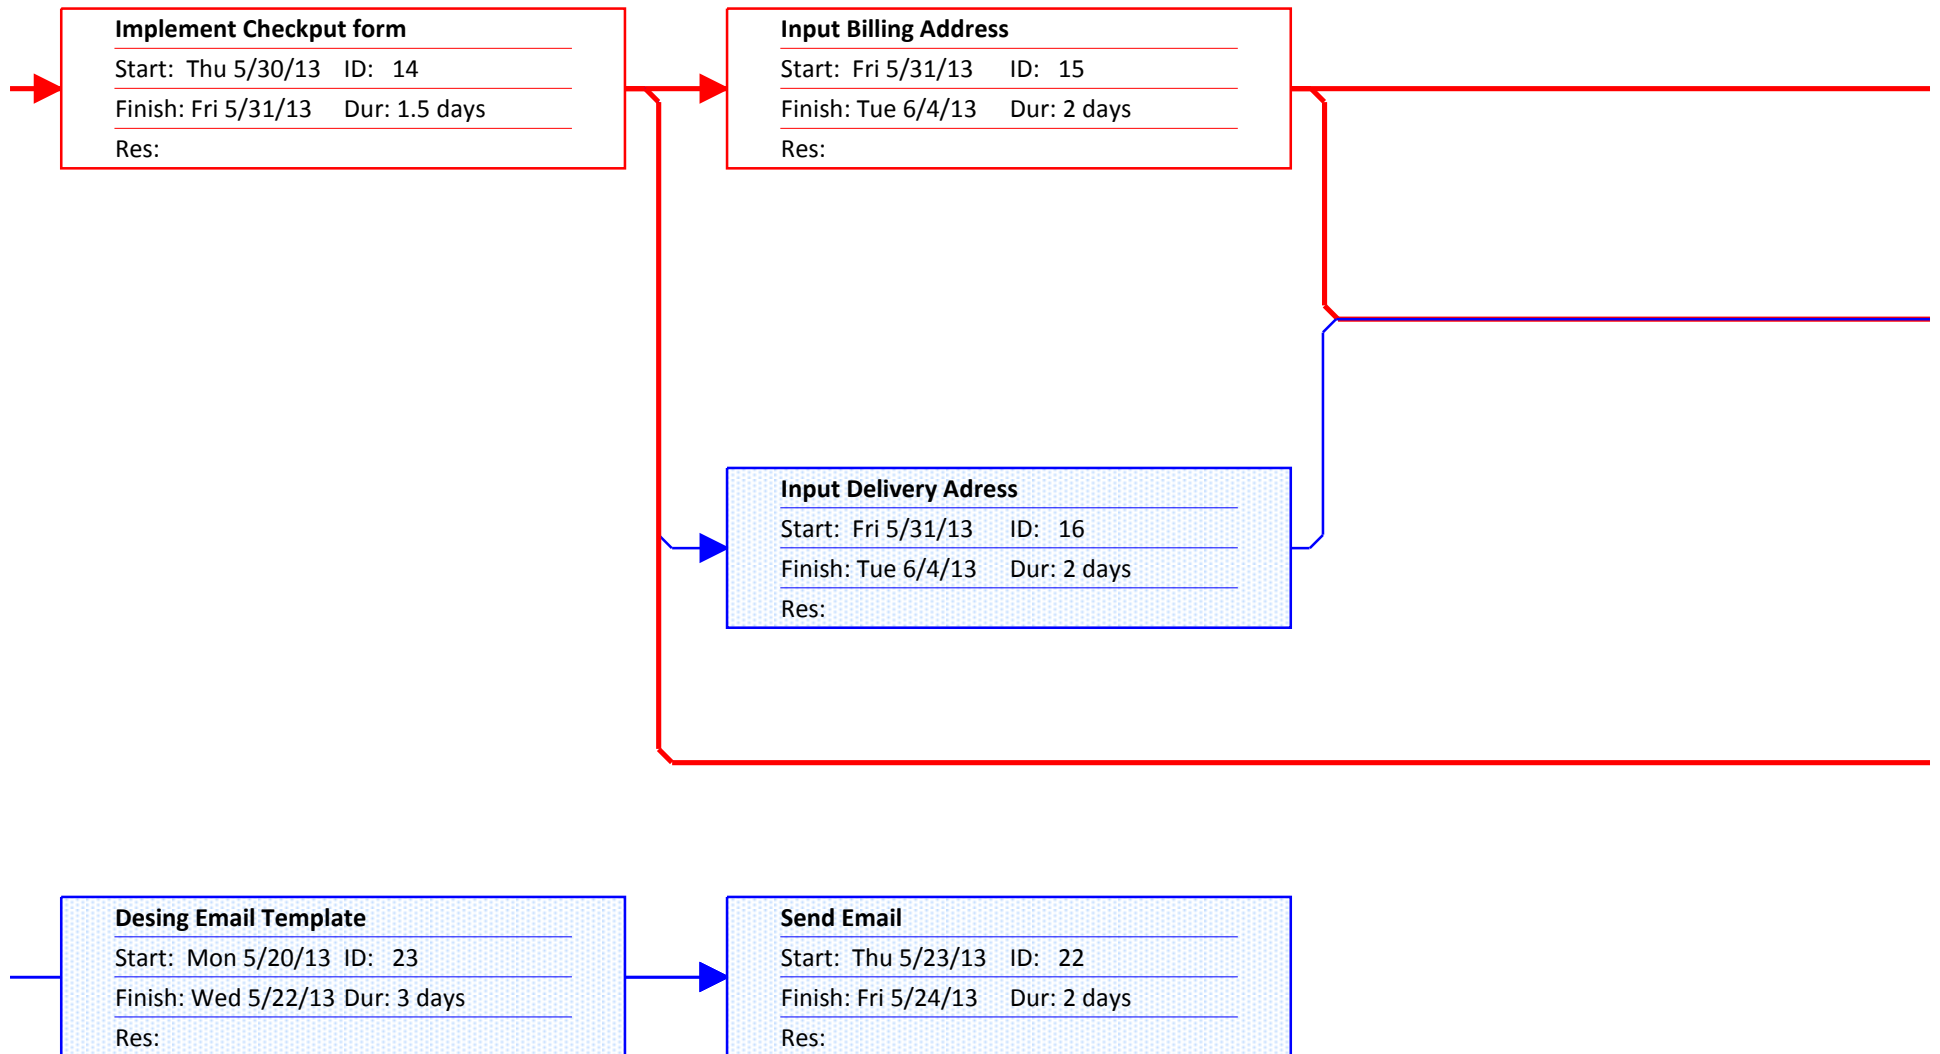 Implement Checkput form
Start: Thu 5/30/13 ID: 14
Finish: Fri 5/31/13 Dur: 1.5 days
Res:
Input Billing Address
Start: Fri 5/31/13 ID: 15
Finish: Tue 6/4/13 Dur: 2 days
Res:
Input Delivery Adress
Start: Fri 5/31/13 ID: 16
Finish: Tue 6/4/13 Dur: 2 days
Res:
Desing Email Template
Start: Mon 5/20/13 ID: 23
Finish: Wed 5/22/13 Dur: 3 days
Res:
Send Email
Start: Thu 5/23/13 ID: 22
Finish: Fri 5/24/13 Dur: 2 days
Res: